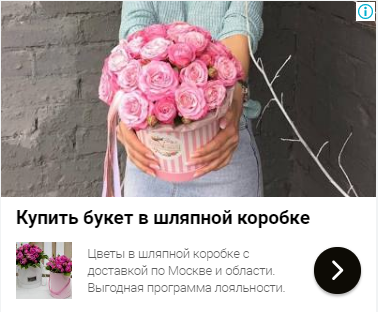 Купить букет в шляпной коробке
Цветы в шляпной коробке с
доставкой по Москве и области.
Выгодная программа лояльности.